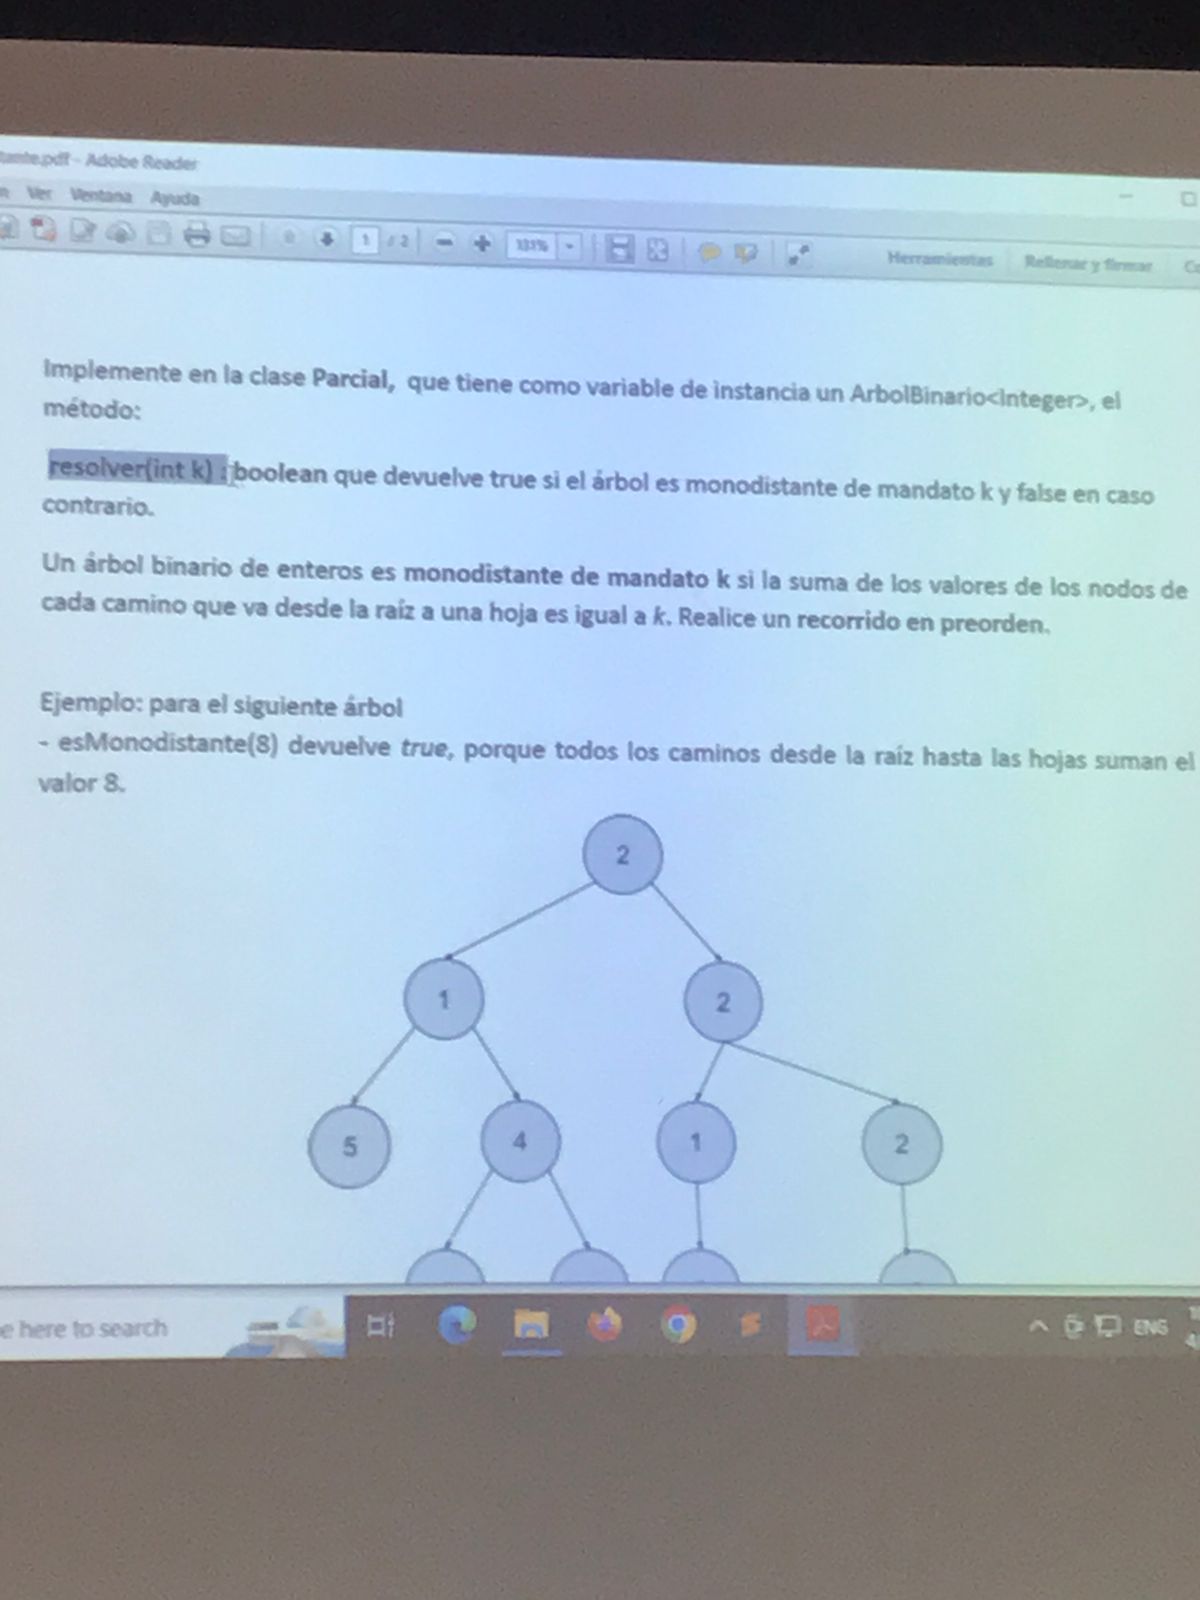 tante.pdf - Adobe Reader
Ver Ventana Ayuda
1 / 2 131% Herramientas Rellenar y firmar
Implemente en la clase Parcial, que tiene como variable de instancia un ArbolBinario<Integer>, el
método:
resolver(int k) : boolean que devuelve true si el árbol es monodistante de mandato k y false en caso
contrario.
Un árbol binario de enteros es monodistante de mandato k si la suma de los valores de los nodos de
cada camino que va desde la raíz a una hoja es igual a k. Realice un recorrido en preorden.
Ejemplo: para el siguiente árbol
- esMonodistante(8) devuelve true, porque todos los caminos desde la raíz hasta las hojas suman el
valor 8.
2
1 2
5 4 1 2
e here to search
ENG